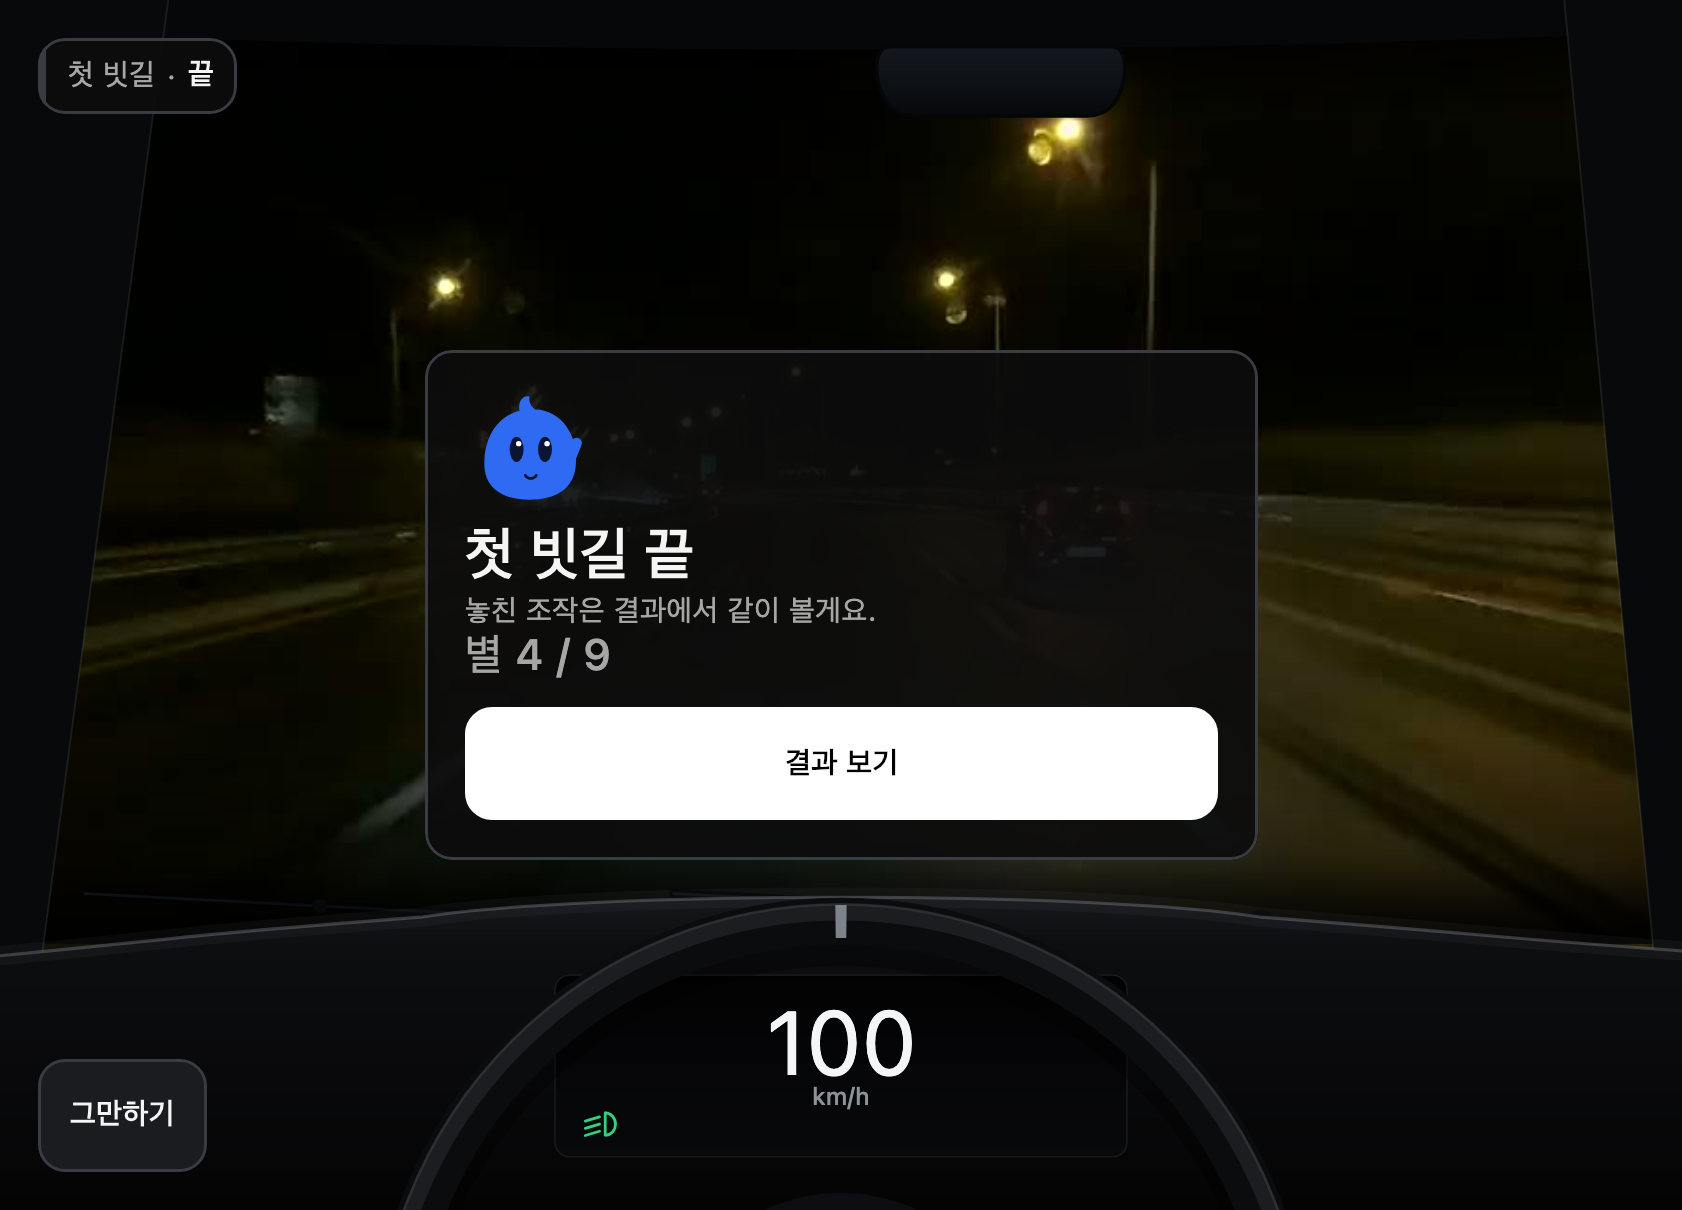 첫 빗길 · 끝
첫 빗길 끝
놓친 조작은 결과에서 같이 볼게요.
별 4 / 9
결과 보기
100
km/h
그만하기